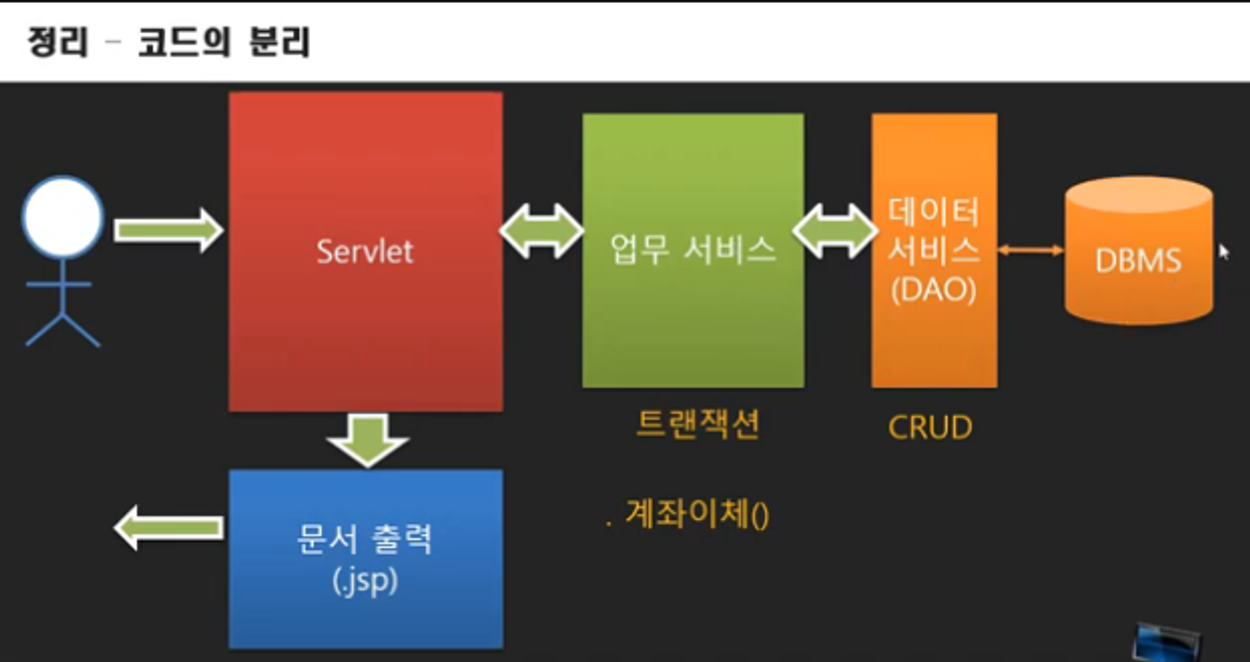 정리 – 코드의 분리
Servlet
업무 서비스
데이터
서비스
(DAO)
DBMS
트랜잭션
CRUD
. 계좌이체()
문서 출력
(.jsp)